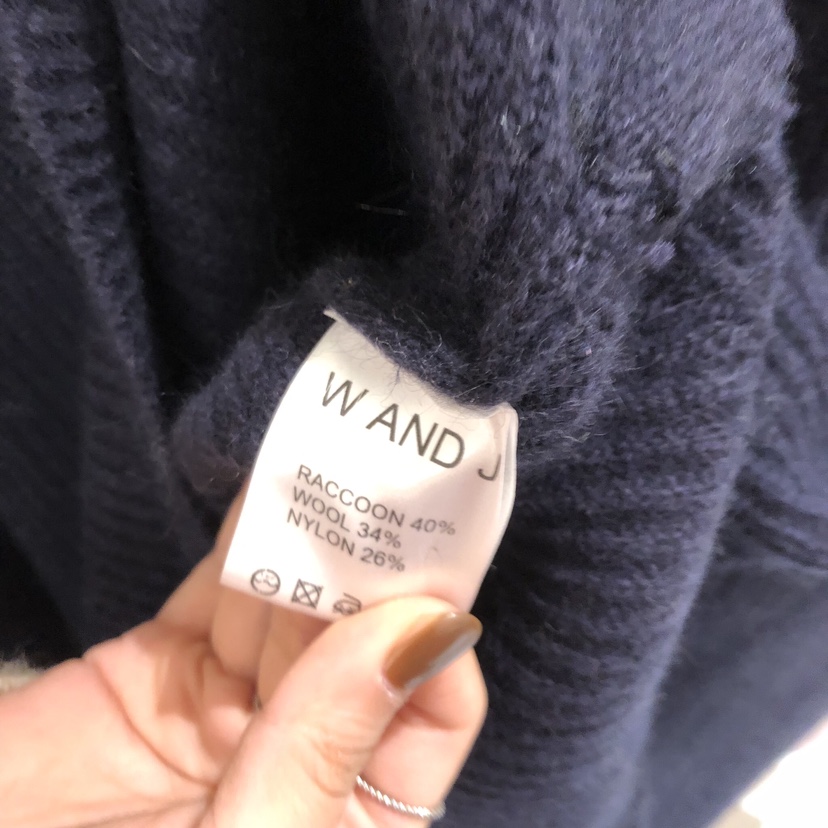 W AND J
RACCOON 40%
WOOL 34%
NYLON 26%